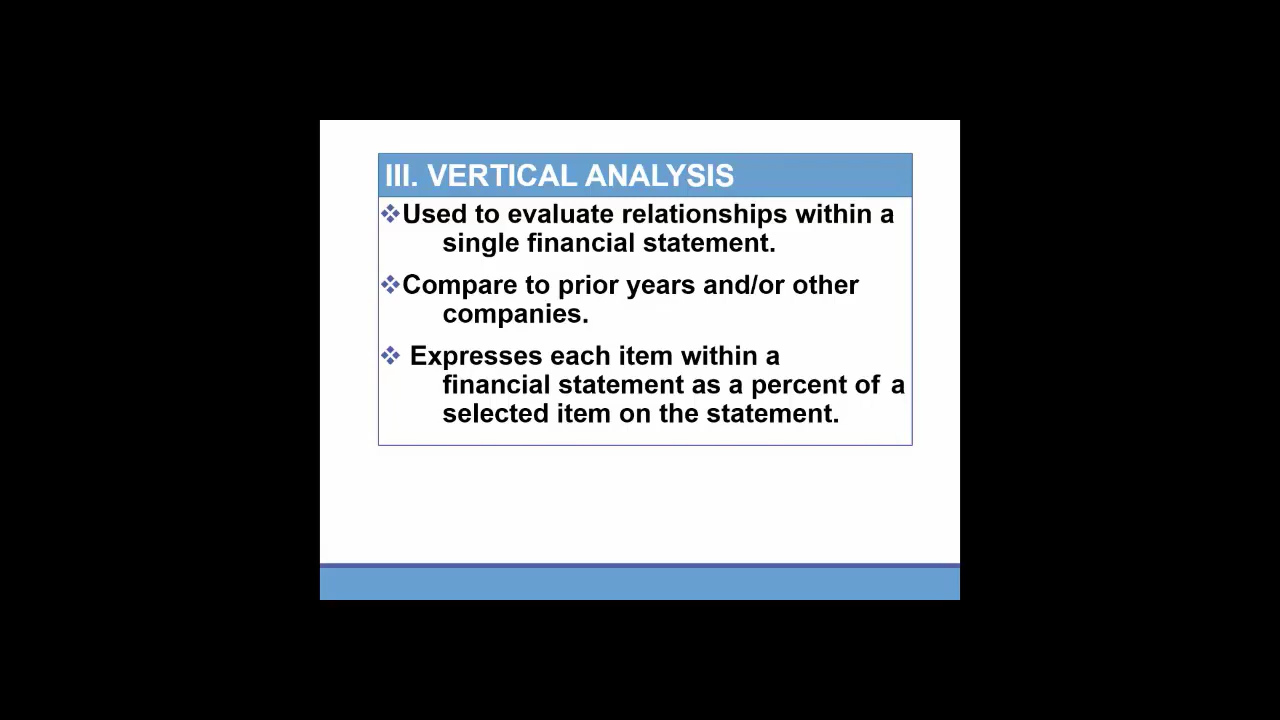 III. VERTICAL ANALYSIS
❖Used to evaluate relationships within a
single financial statement.
❖Compare to prior years and/or other
companies.
❖ Expresses each item within a
financial statement as a percent of a
selected item on the statement.